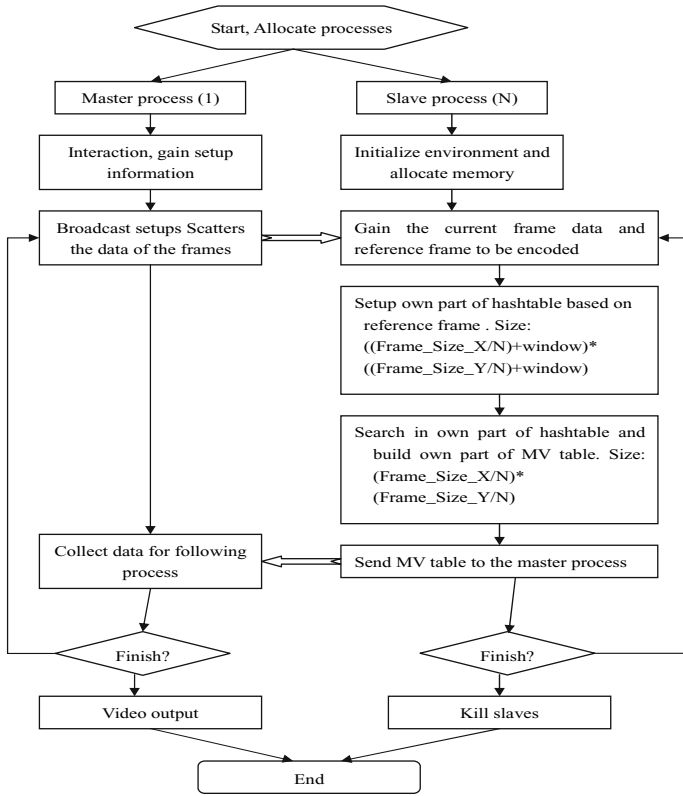 Start, Allocate processes
Master process (1)
Slave process (N)
Interaction, gain setup
information
Initialize environment and
allocate memory
Broadcast setups Scatters
the data of the frames
Gain the current frame data and
reference frame to be encoded
Setup own part of hashtable based on
reference frame . Size:
((Frame_Size_X/N)+window)*
((Frame_Size_Y/N)+window)
Search in own part of hashtable and
build own part of MV table. Size:
(Frame_Size_X/N)*
(Frame_Size_Y/N)
Collect data for following
process
Send MV table to the master process
Finish?
Finish?
Video output
Kill slaves
End